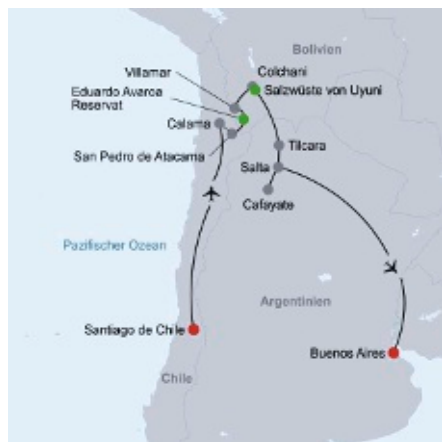 Bolivien
Colchani
Villamar
Salzwüste von Uyuni
Eduardo Avaroa
Reservat
Calama
Tilcara
San Pedro de Atacama
Salta
Cafayate
Pazifischer Ozean
Argentinien
Santiago de Chile
Buenos Aires
Chile